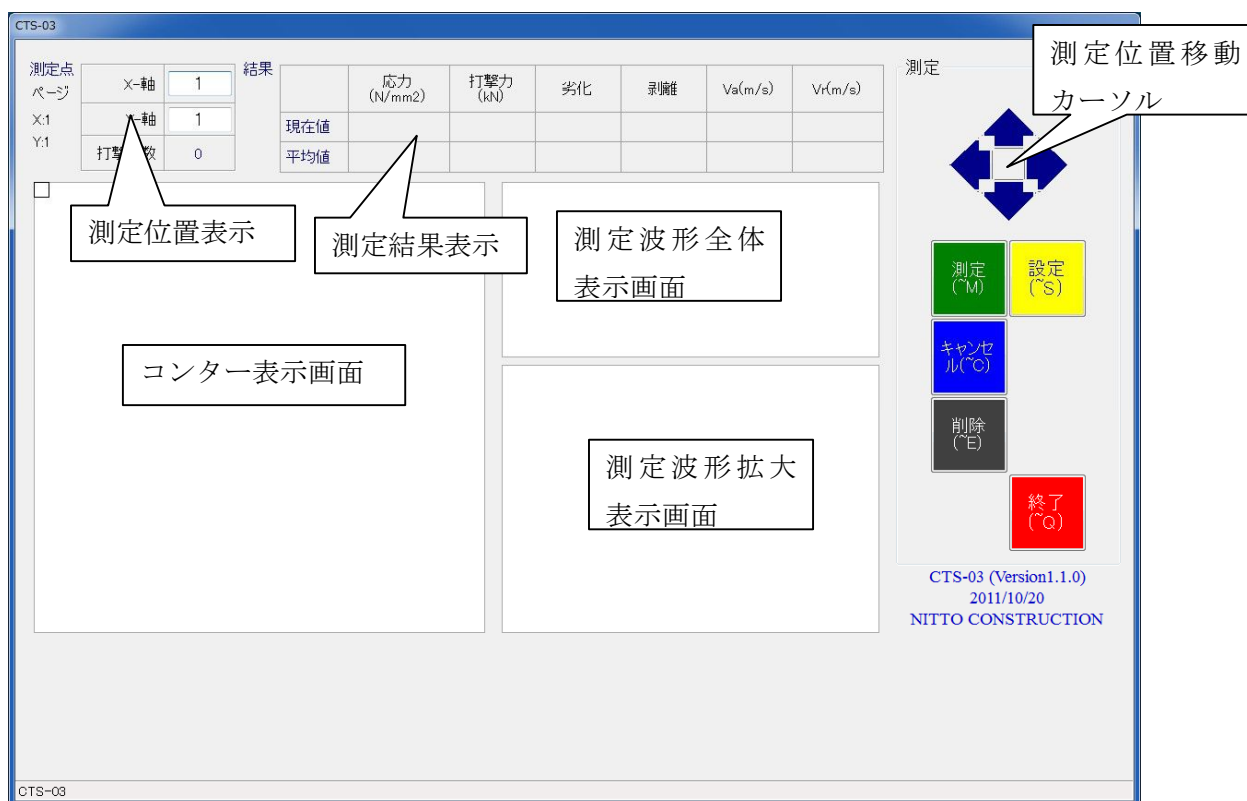 CTS-03
測定点
ページ
X:1
Y:1
X-軸 1
-軸 1
打撃 数 0
結果
応力
(N/mm2)
打撃力
(kN)
劣化
剥離
Va(m/s)
Vr(m/s)
現在値
平均値
測定
測定位置移動
カーソル
測定位置表示
測定結果表示
測定波形全体
表示画面
コンター表示画面
測定波形拡大
表示画面
測定
(~M)
設定
(~S)
キャンセ
ル(~C)
削除
(~E)
終了
(~Q)
CTS-03 (Version1.1.0)
2011/10/20
NITTO CONSTRUCTION
CTS-03